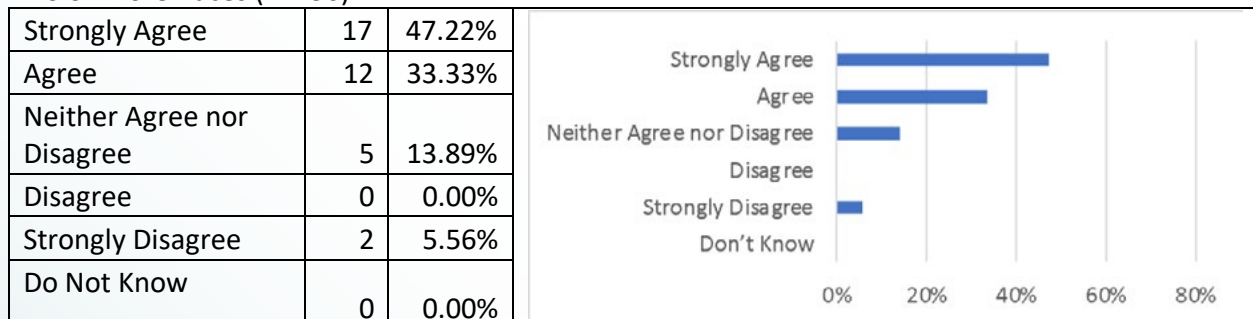 Strongly Agree 17 47.22%
Agree 12 33.33%
Neither Agree nor
Disagree 5 13.89%
Disagree 0 0.00%
Strongly Disagree 2 5.56%
Do Not Know
0 0.00%
Strongly Agree
Agree
Neither Agree nor Disagree
Disagree
Strongly Disagree
Don't Know
0% 20% 40% 60% 80%